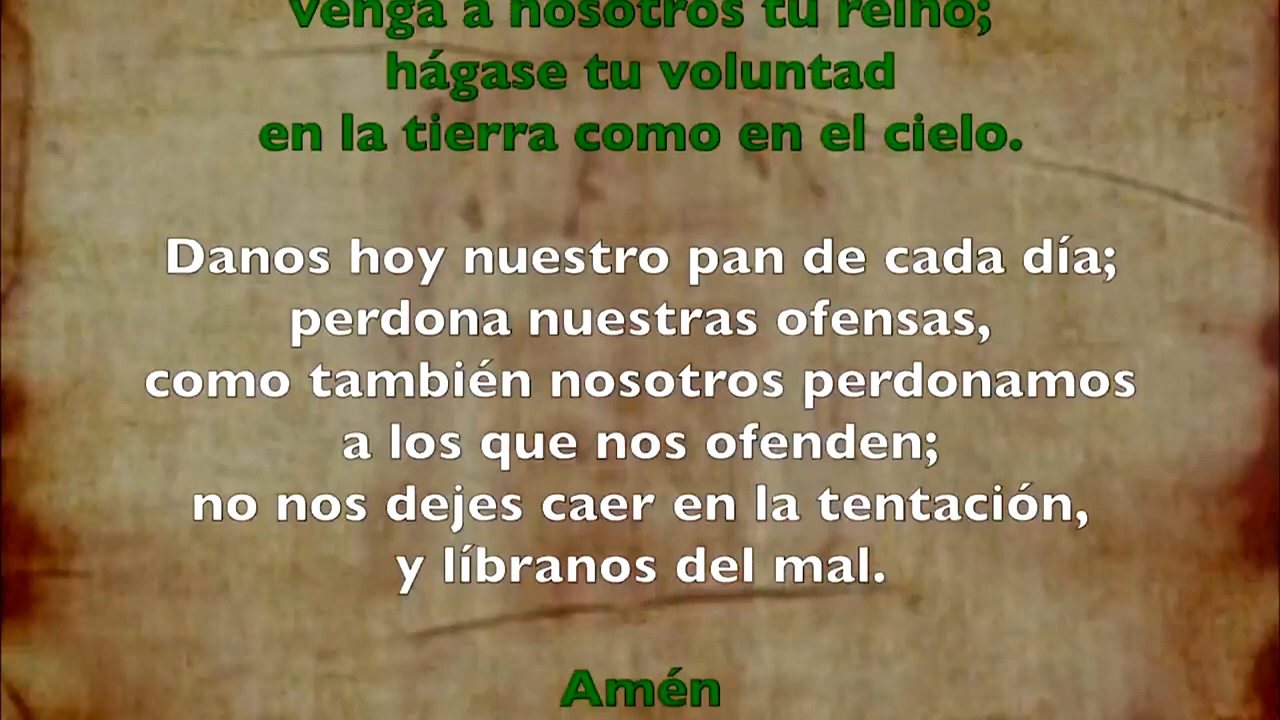 venga a nosotros tu reino;
hágase tu voluntad
en la tierra como en el cielo.
Danos hoy nuestro pan de cada día;
perdona nuestras ofensas,
como también nosotros perdonamos
a los que nos ofenden;
no nos dejes caer en la tentación,
y líbranos del mal.
Amén